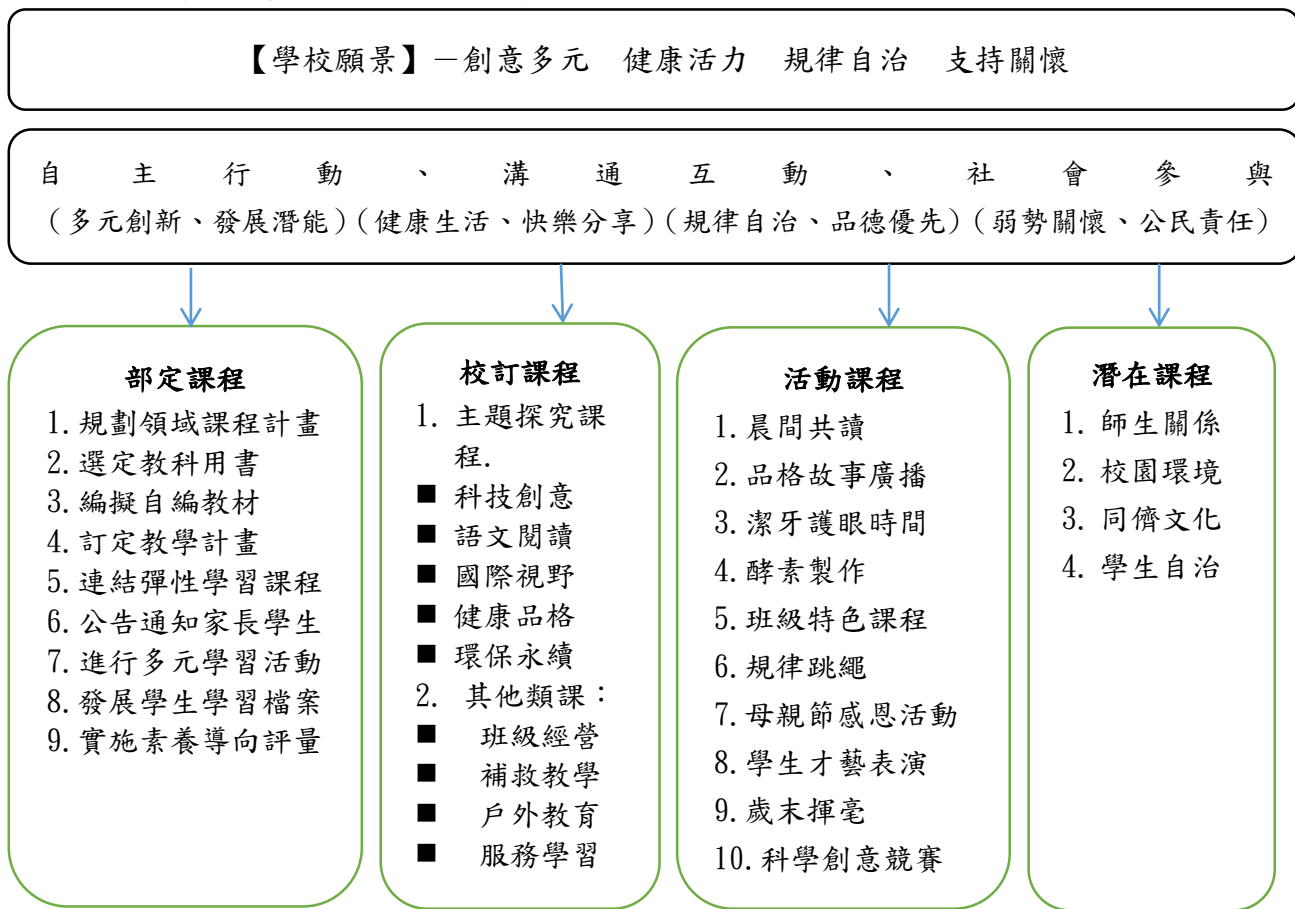 【學校願景】－創意多元　健康活力　規律自治　支持關懷
自主行動、溝通互動、社會參與
（多元創新、發展潛能）（健康生活、快樂分享）（規律自治、品德優先）（弱勢關懷、公民責任）
部定課程
1.規劃領域課程計畫
2.選定教科用書
3.編擬自編教材
4.訂定教學計畫
5.連結彈性學習課程
6.公告通知家長學生
7.進行多元學習活動
8.發展學生學習檔案
9.實施素養導向評量
校訂課程
1. 主題探究課
程.
■ 科技創意
■ 語文閱讀
■ 國際視野
■ 健康品格
■ 環保永續
2. 其他類課：
■ 班級經營
■ 補救教學
■ 戶外教育
■ 服務學習
活動課程
1.晨間共讀
2.品格故事廣播
3.潔牙護眼時間
4.酵素製作
5.班級特色課程
6.規律跳繩
7.母親節感恩活動
8.學生才藝表演
9.歲末揮毫
10.科學創意競賽
潛在課程
1. 師生關係
2. 校園環境
3. 同儕文化
4. 學生自治